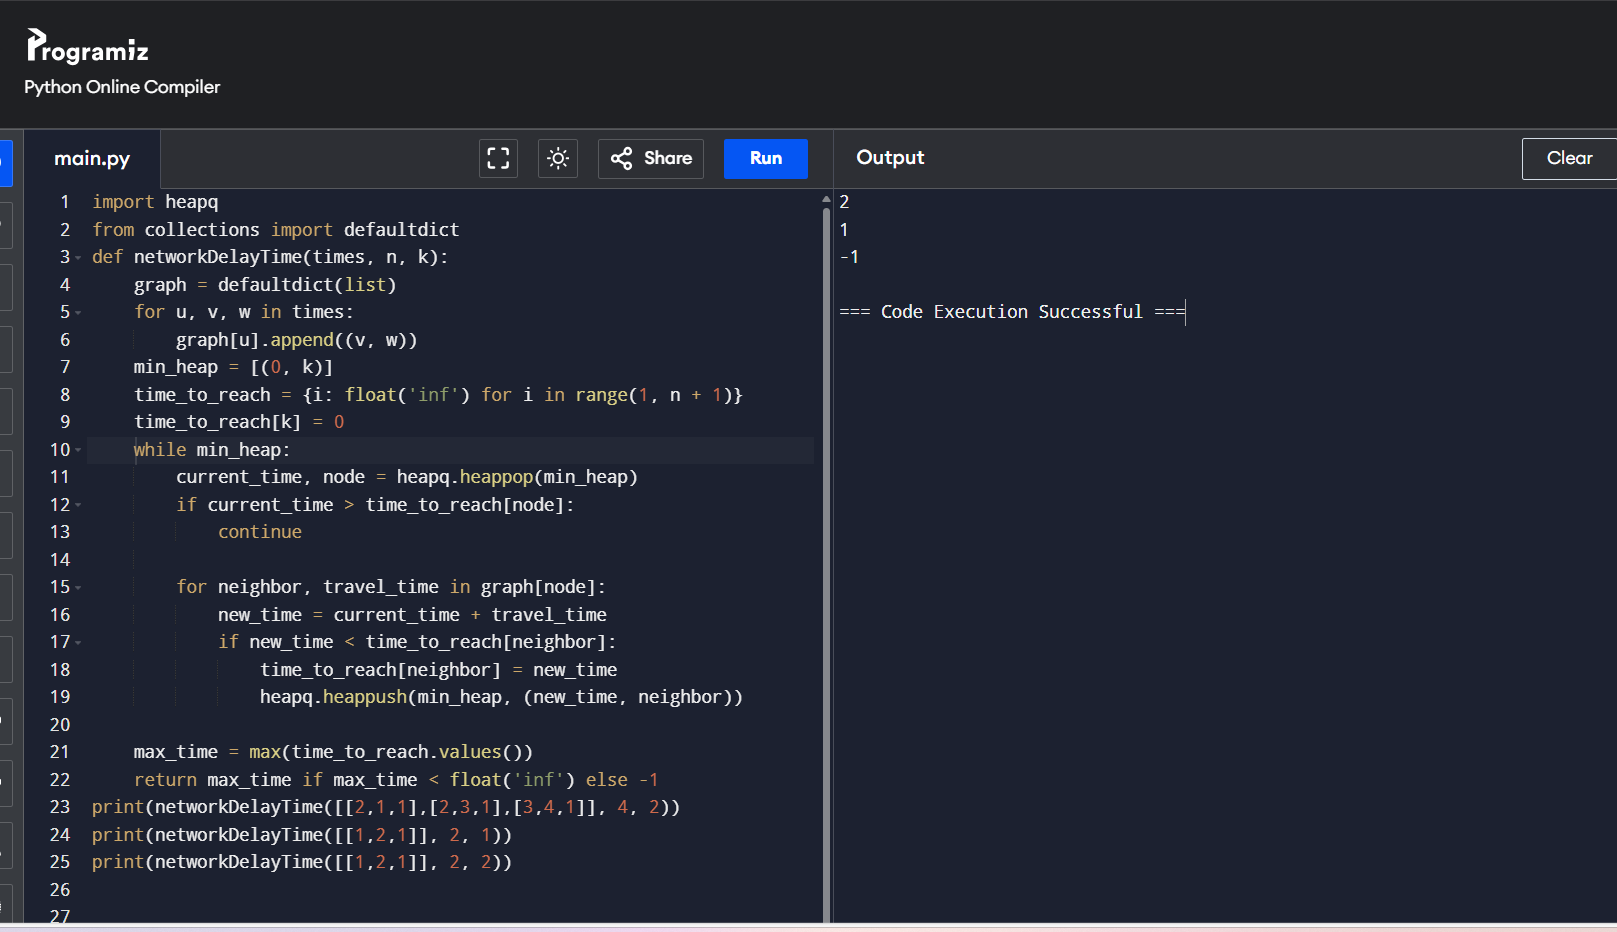 Programiz
Python Online Compiler
main.py
Share
Run
Output
Clear
1 import heapq
2 from collections import defaultdict
3 def networkDelayTime(times, n, k):
4     graph = defaultdict(list)
5     for u, v, w in times:
6         graph[u].append((v, w))
7     min_heap = [(0, k)]
8     time_to_reach = {i: float('inf') for i in range(1, n + 1)}
9     time_to_reach[k] = 0
10     while min_heap:
11         current_time, node = heapq.heappop(min_heap)
12         if current_time > time_to_reach[node]:
13             continue
14
15         for neighbor, travel_time in graph[node]:
16             new_time = current_time + travel_time
17             if new_time < time_to_reach[neighbor]:
18                 time_to_reach[neighbor] = new_time
19                 heapq.heappush(min_heap, (new_time, neighbor))
20
21     max_time = max(time_to_reach.values())
22     return max_time if max_time < float('inf') else -1
23 print(networkDelayTime([[2,1,1],[2,3,1],[3,4,1]], 4, 2))
24 print(networkDelayTime([[1,2,1]], 2, 1))
25 print(networkDelayTime([[1,2,1]], 2, 2))
26
27
2
1
-1
=== Code Execution Successful ===